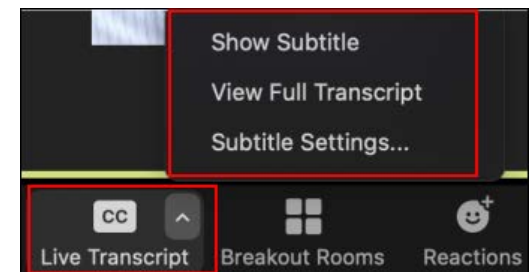 Show Subtitle
View Full Transcript
Subtitle Settings...
CC
Live Transcript
Breakout Rooms
Reactions